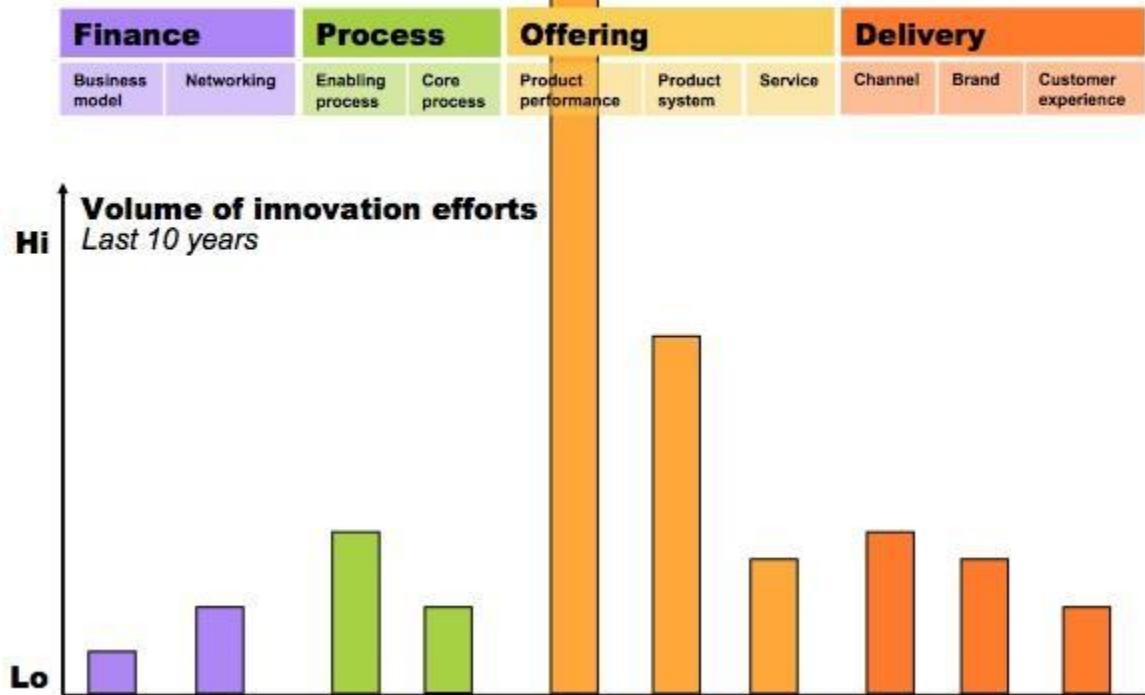 Finance
Process
Offering
Delivery
Business
model
Networking
Enabling
process
Core
process
Product
performance
Product
system
Service
Channel
Brand
Customer
experience
Volume of innovation efforts
Last 10 years
Hi
Lo